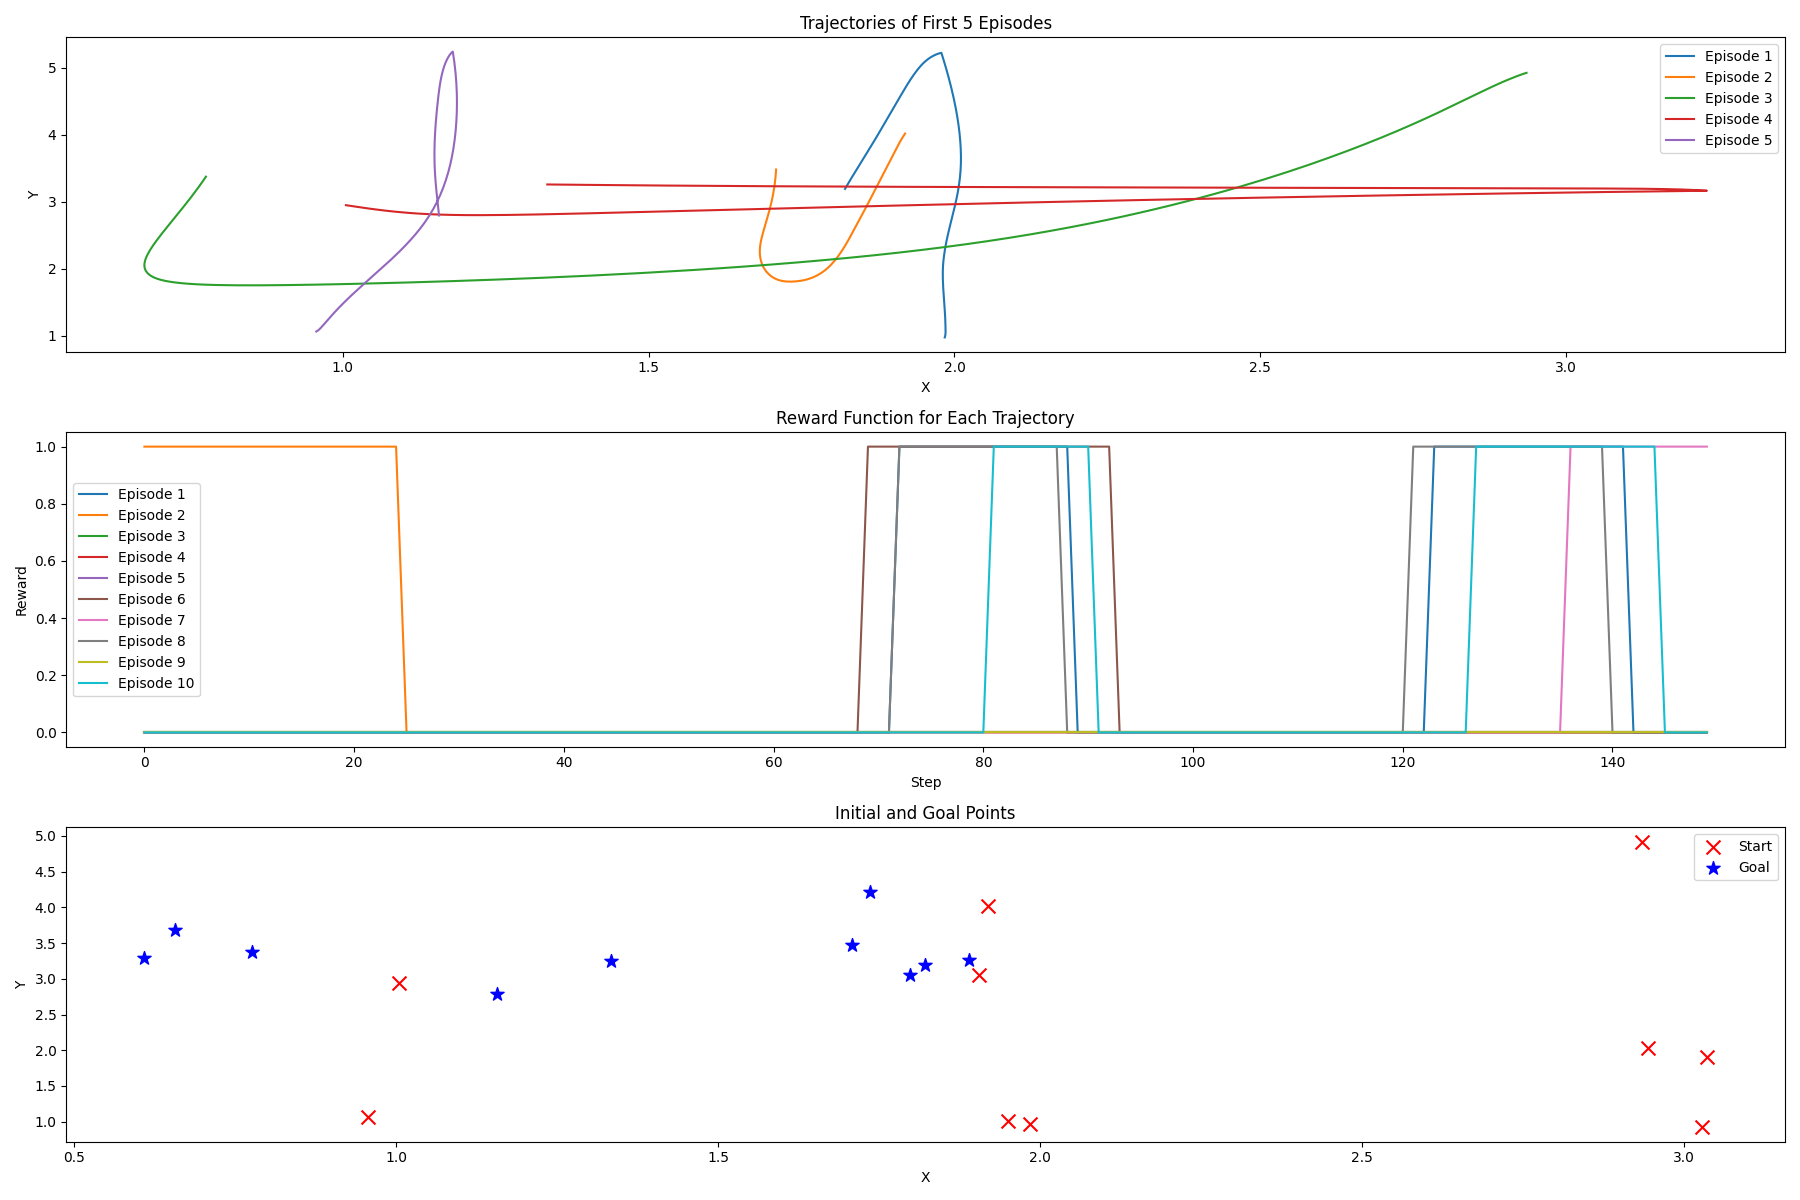 Trajectories of First 5 Episodes
5
4
3
2
1
Y
1.0 1.5 2.0 2.5 3.0
X
Episode 1
Episode 2
Episode 3
Episode 4
Episode 5
Reward Function for Each Trajectory
1.0
0.8
0.6
0.4
0.2
0.0
Reward
Episode 1
Episode 2
Episode 3
Episode 4
Episode 5
Episode 6
Episode 7
Episode 8
Episode 9
Episode 10
0 20 40 60 80 100 120 140
Step
Initial and Goal Points
5.0
4.5
4.0
3.5
3.0
2.5
2.0
1.5
1.0
Y
Start
Goal
0.5 1.0 1.5 2.0 2.5 3.0
X